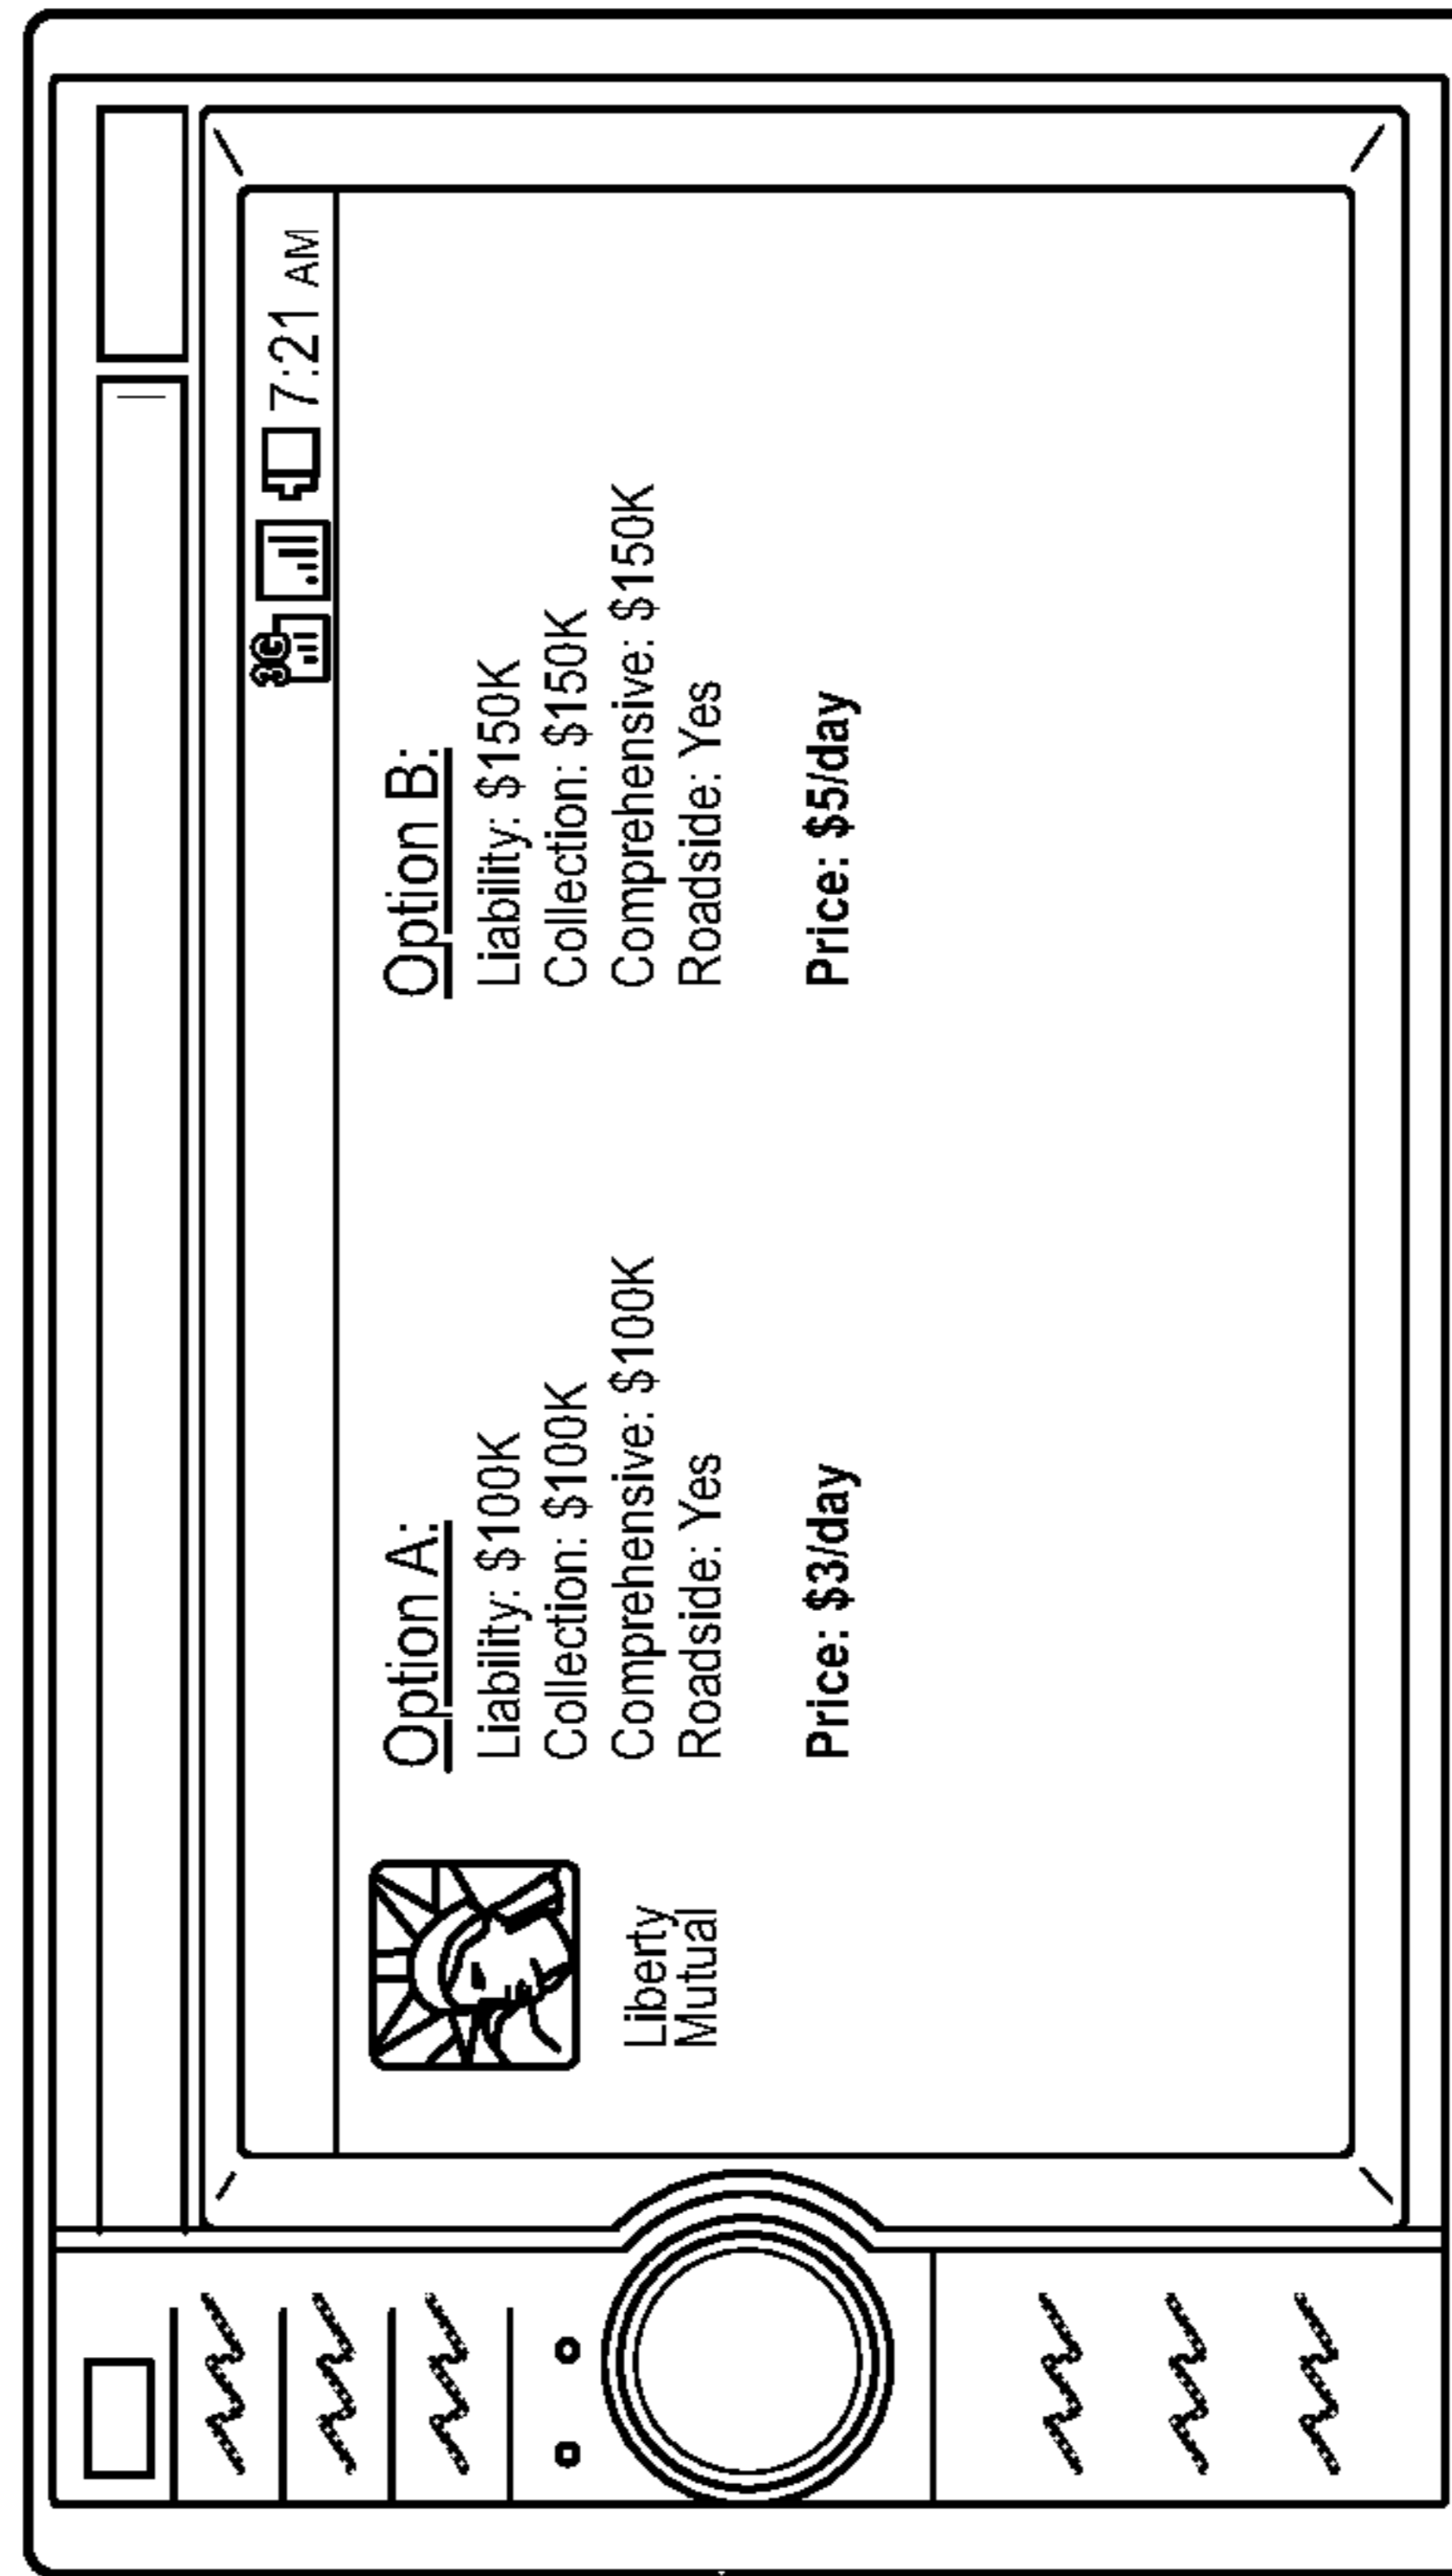 3G 7:21 AM
Liberty
Mutual
Option A:
Liability: $100K
Collection: $100K
Comprehensive: $100K
Roadside: Yes
Price: $3/day
Option B:
Liability: $150K
Collection: $150K
Comprehensive: $150K
Roadside: Yes
Price: $5/day